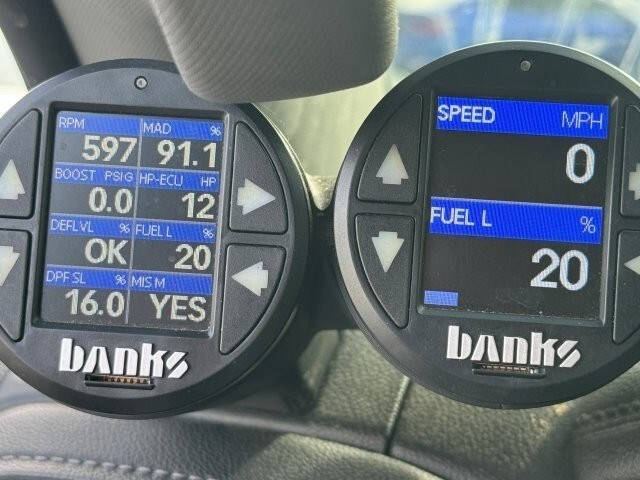 RPM MAD %
597 91.1
BOOST PSIG HP-ECU HP
0.0 12
DEFLVL % FUEL L %
OK 20
DPF SL % MIS M
16.0 YES
banks
SPEED MPH
0
FUEL L %
20
banks